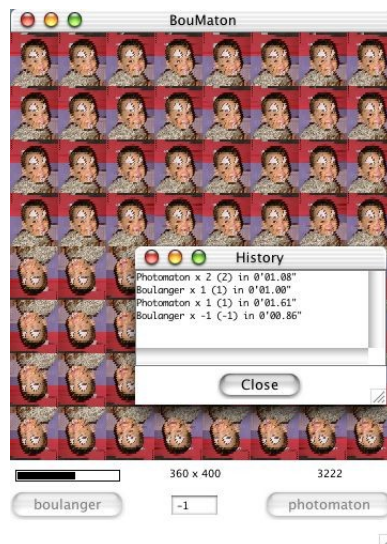 BouMaton
History
Photomaton x 2 (2) in 0'01.08"
Boulanger x 1 (1) in 0'01.00"
Photomaton x 1 (1) in 0'01.61"
Boulanger x -1 (-1) in 0'00.86"
Close
360 x 400
3222
boulanger
-1
photomaton